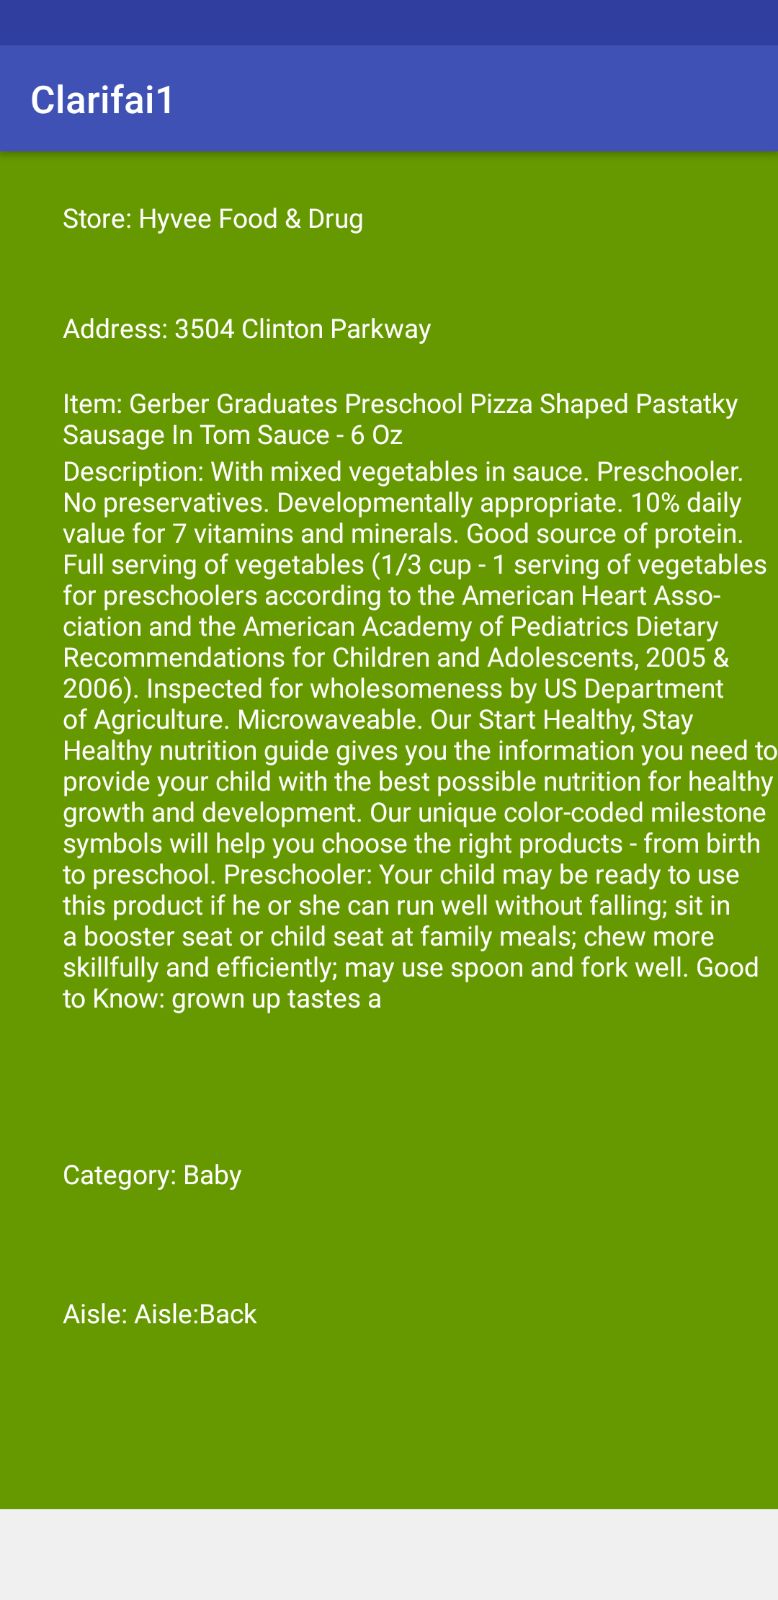 Clarifai1
Store: Hyvee Food & Drug
Address: 3504 Clinton Parkway
Item: Gerber Graduates Preschool Pizza Shaped Pastatky
Sausage In Tom Sauce - 6 Oz
Description: With mixed vegetables in sauce. Preschooler.
No preservatives. Developmentally appropriate. 10% daily
value for 7 vitamins and minerals. Good source of protein.
Full serving of vegetables (1/3 cup - 1 serving of vegetables
for preschoolers according to the American Heart Asso-
ciation and the American Academy of Pediatrics Dietary
Recommendations for Children and Adolescents, 2005 &
2006). Inspected for wholesomeness by US Department
of Agriculture. Microwaveable. Our Start Healthy, Stay
Healthy nutrition guide gives you the information you need to
provide your child with the best possible nutrition for healthy
growth and development. Our unique color-coded milestone
symbols will help you choose the right products - from birth
to preschool. Preschooler: Your child may be ready to use
this product if he or she can run well without falling; sit in
a booster seat or child seat at family meals; chew more
skillfully and efficiently; may use spoon and fork well. Good
to Know: grown up tastes a
Category: Baby
Aisle: Aisle:Back